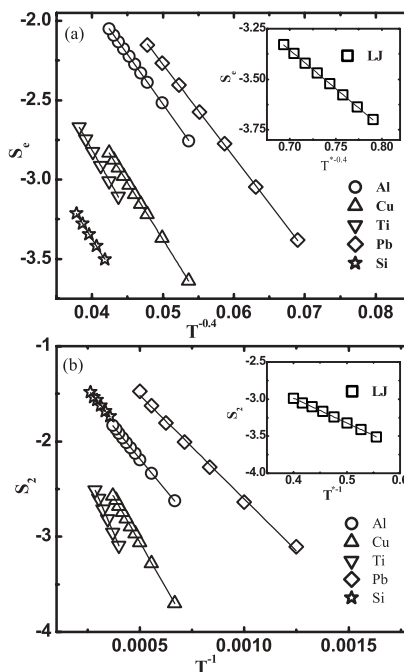 (a)
-2.0
-2.5
-3.0
-3.5
S_e
0.04 0.05 0.06 0.07 0.08
T^-0.4
-3.25
-3.50
-3.75
S_e
LJ
0.70 0.75 0.80
T*^-0.4
Al
Cu
Ti
Pb
Si
(b)
-1
-2
-3
-4
S_2
0.0005 0.0010 0.0015
T^-1
-2.5
-3.0
-3.5
-4.0
S_2
LJ
0.4 0.5 0.6
T*^-1
Al
Cu
Ti
Pb
Si